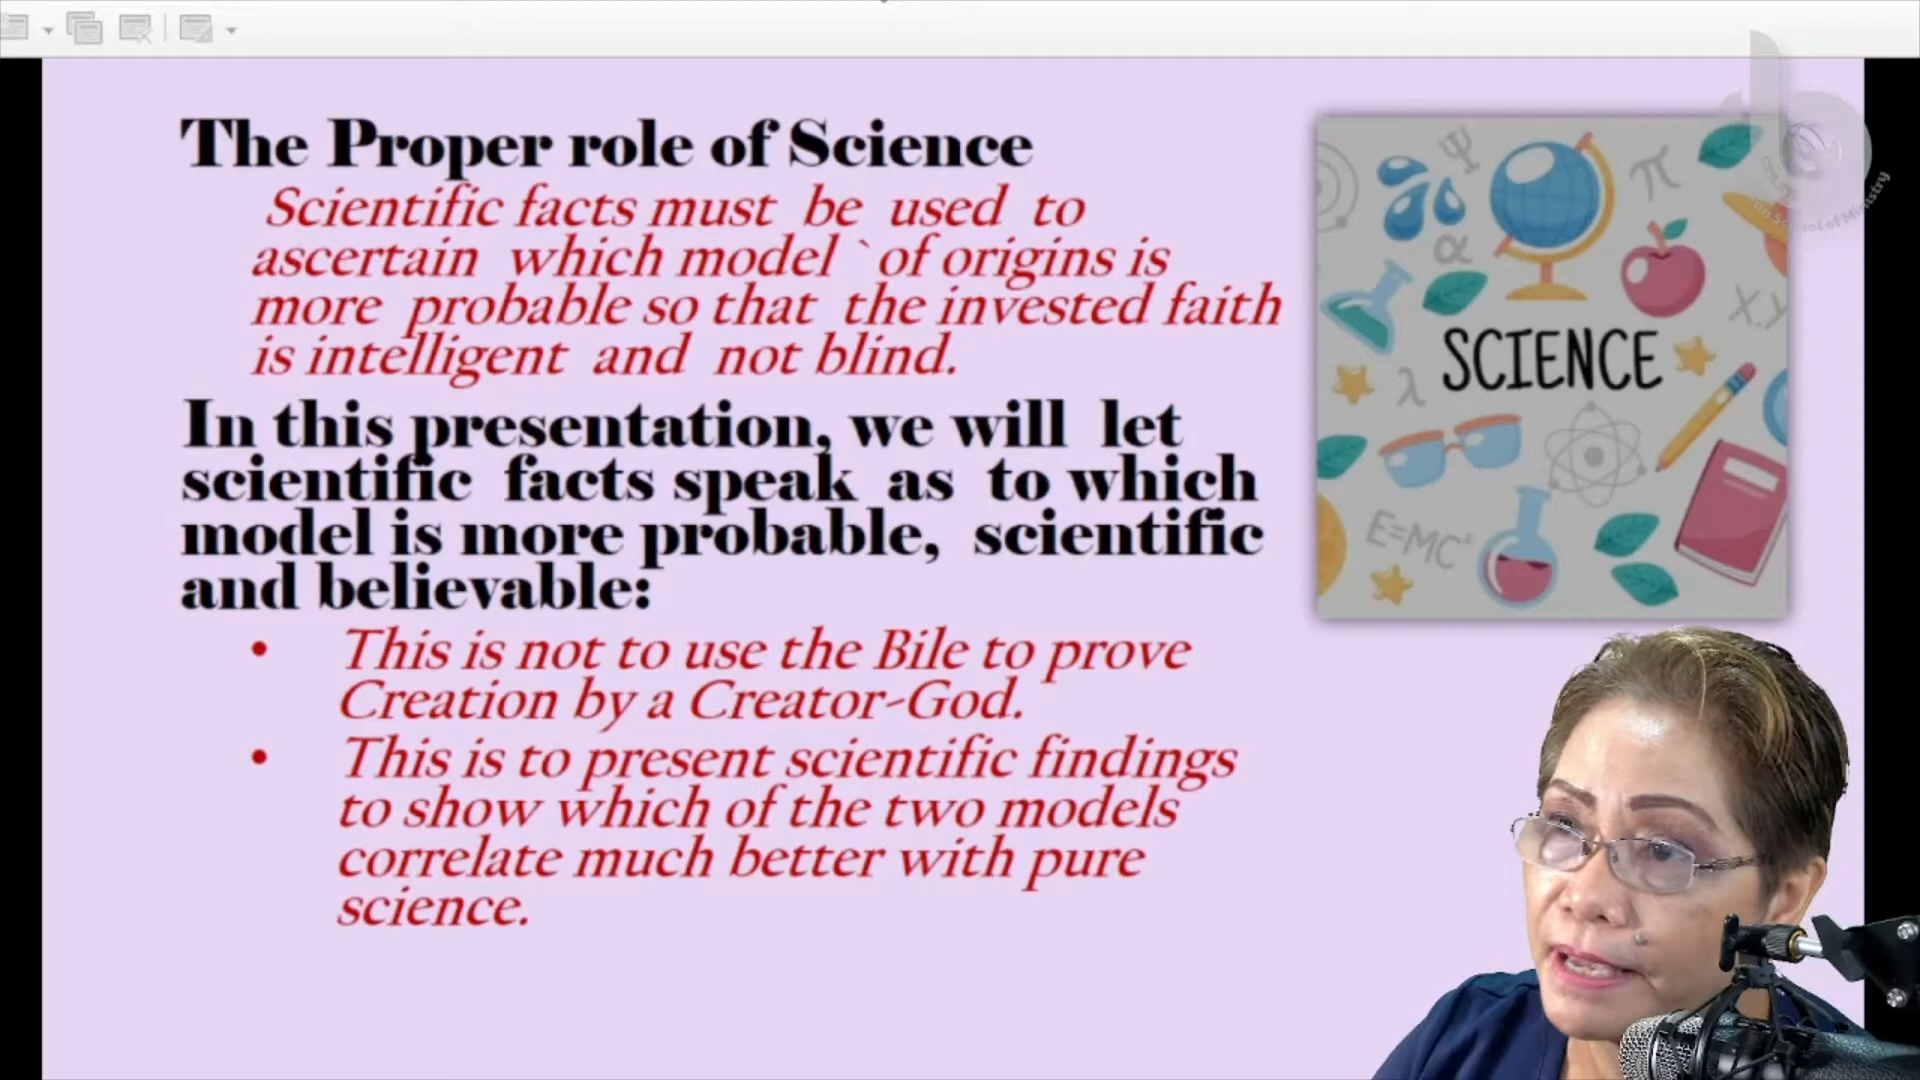 The Proper role of Science
Scientific facts must be used to
ascertain which model ` of origins is
more probable so that the invested faith
is intelligent and not blind.
In this presentation, we will let
scientific facts speak as to which
model is more probable, scientific
and believable:
• This is not to use the Bile to prove
Creation by a Creator-God.
• This is to present scientific findings
to show which of the two models
correlate much better with pure
science.
Ψ
π
α
X.Y
SCIENCE
λ
E=MC²
School of Ministry